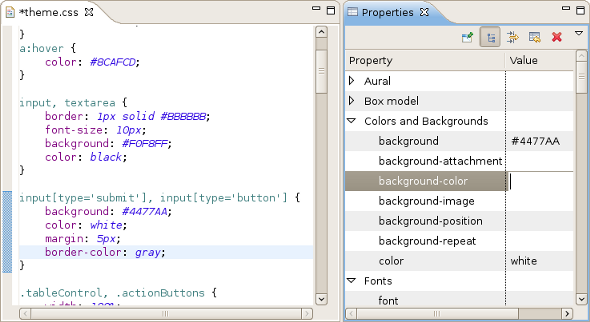 *theme.css
}
a:hover {
color: #8CAFCD;
}
input, textarea {
border: 1px solid #BBBBBB;
font-size: 10px;
background: #F0F8FF;
color: black;
}
input[type='submit'], input[type='button'] {
background: #4477AA;
color: white;
margin: 5px;
border-color: gray;
}
.tableControl, .actionButtons {
Properties
Property Value
Aural
Box model
Colors and Backgrounds
background #4477AA
background-attachment
background-color
background-image
background-position
background-repeat
color white
Fonts
font